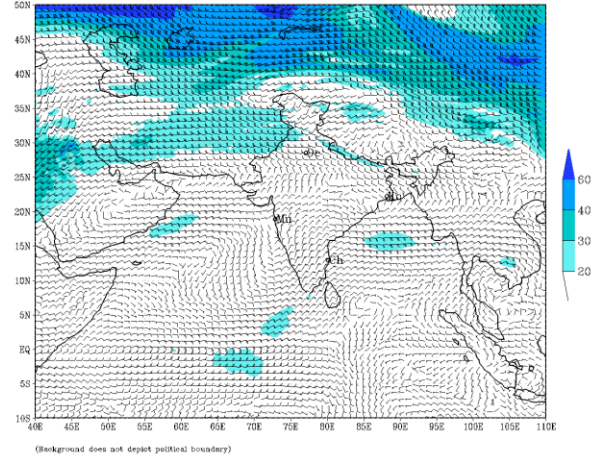 50N
45N
40N
35N
30N
25N
20N
15N
10N
5N
5S
10S
De
Mu
Ch
60
40
30
20
40E 45E 50E 55E 60E 65E 70E 75E 80E 85E 90E 95E 100E 105E 110E
(Background does not depict political boundary)